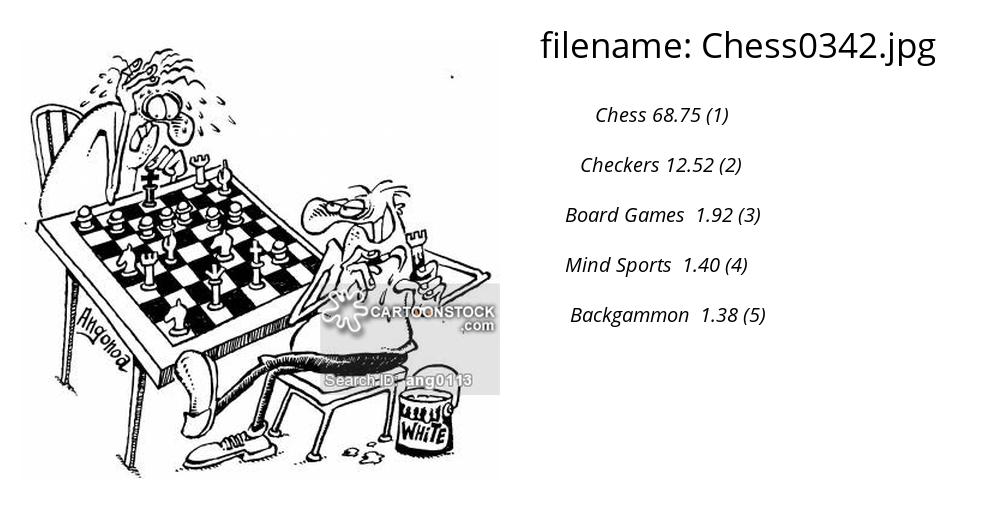 filename: Chess0342.jpg
Chess 68.75 (1)
Checkers 12.52 (2)
Board Games 1.92 (3)
Mind Sports 1.40 (4)
Backgammon 1.38 (5)
Angonoa
CARTOONSTOCK
.com
Search ID: ang0113
WHiTE